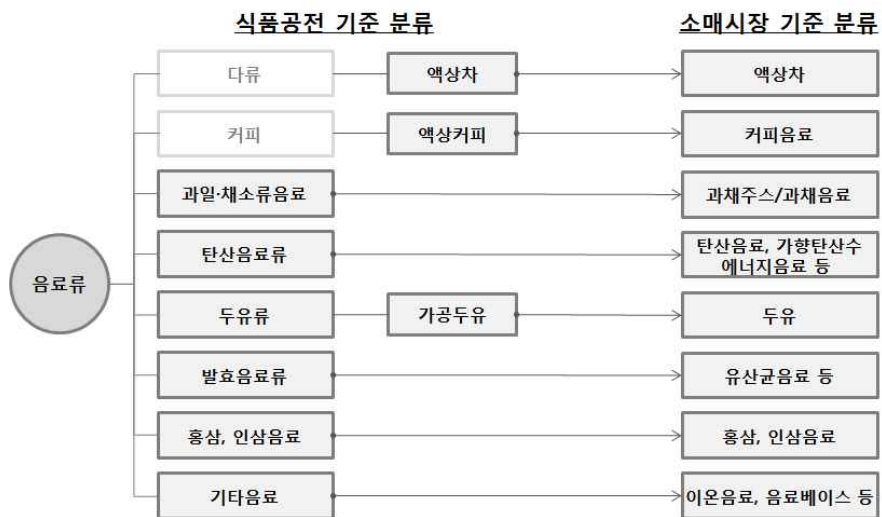 식품공전 기준 분류
소매시장 기준 분류
음료류
다류
액상차
액상차
커피
액상커피
커피음료
과일·채소류음료
과채주스/과채음료
탄산음료류
탄산음료, 가향탄산수
에너지음료 등
두유류
가공두유
두유
발효음료류
유산균음료 등
홍삼, 인삼음료
홍삼, 인삼음료
기타음료
이온음료, 음료베이스 등